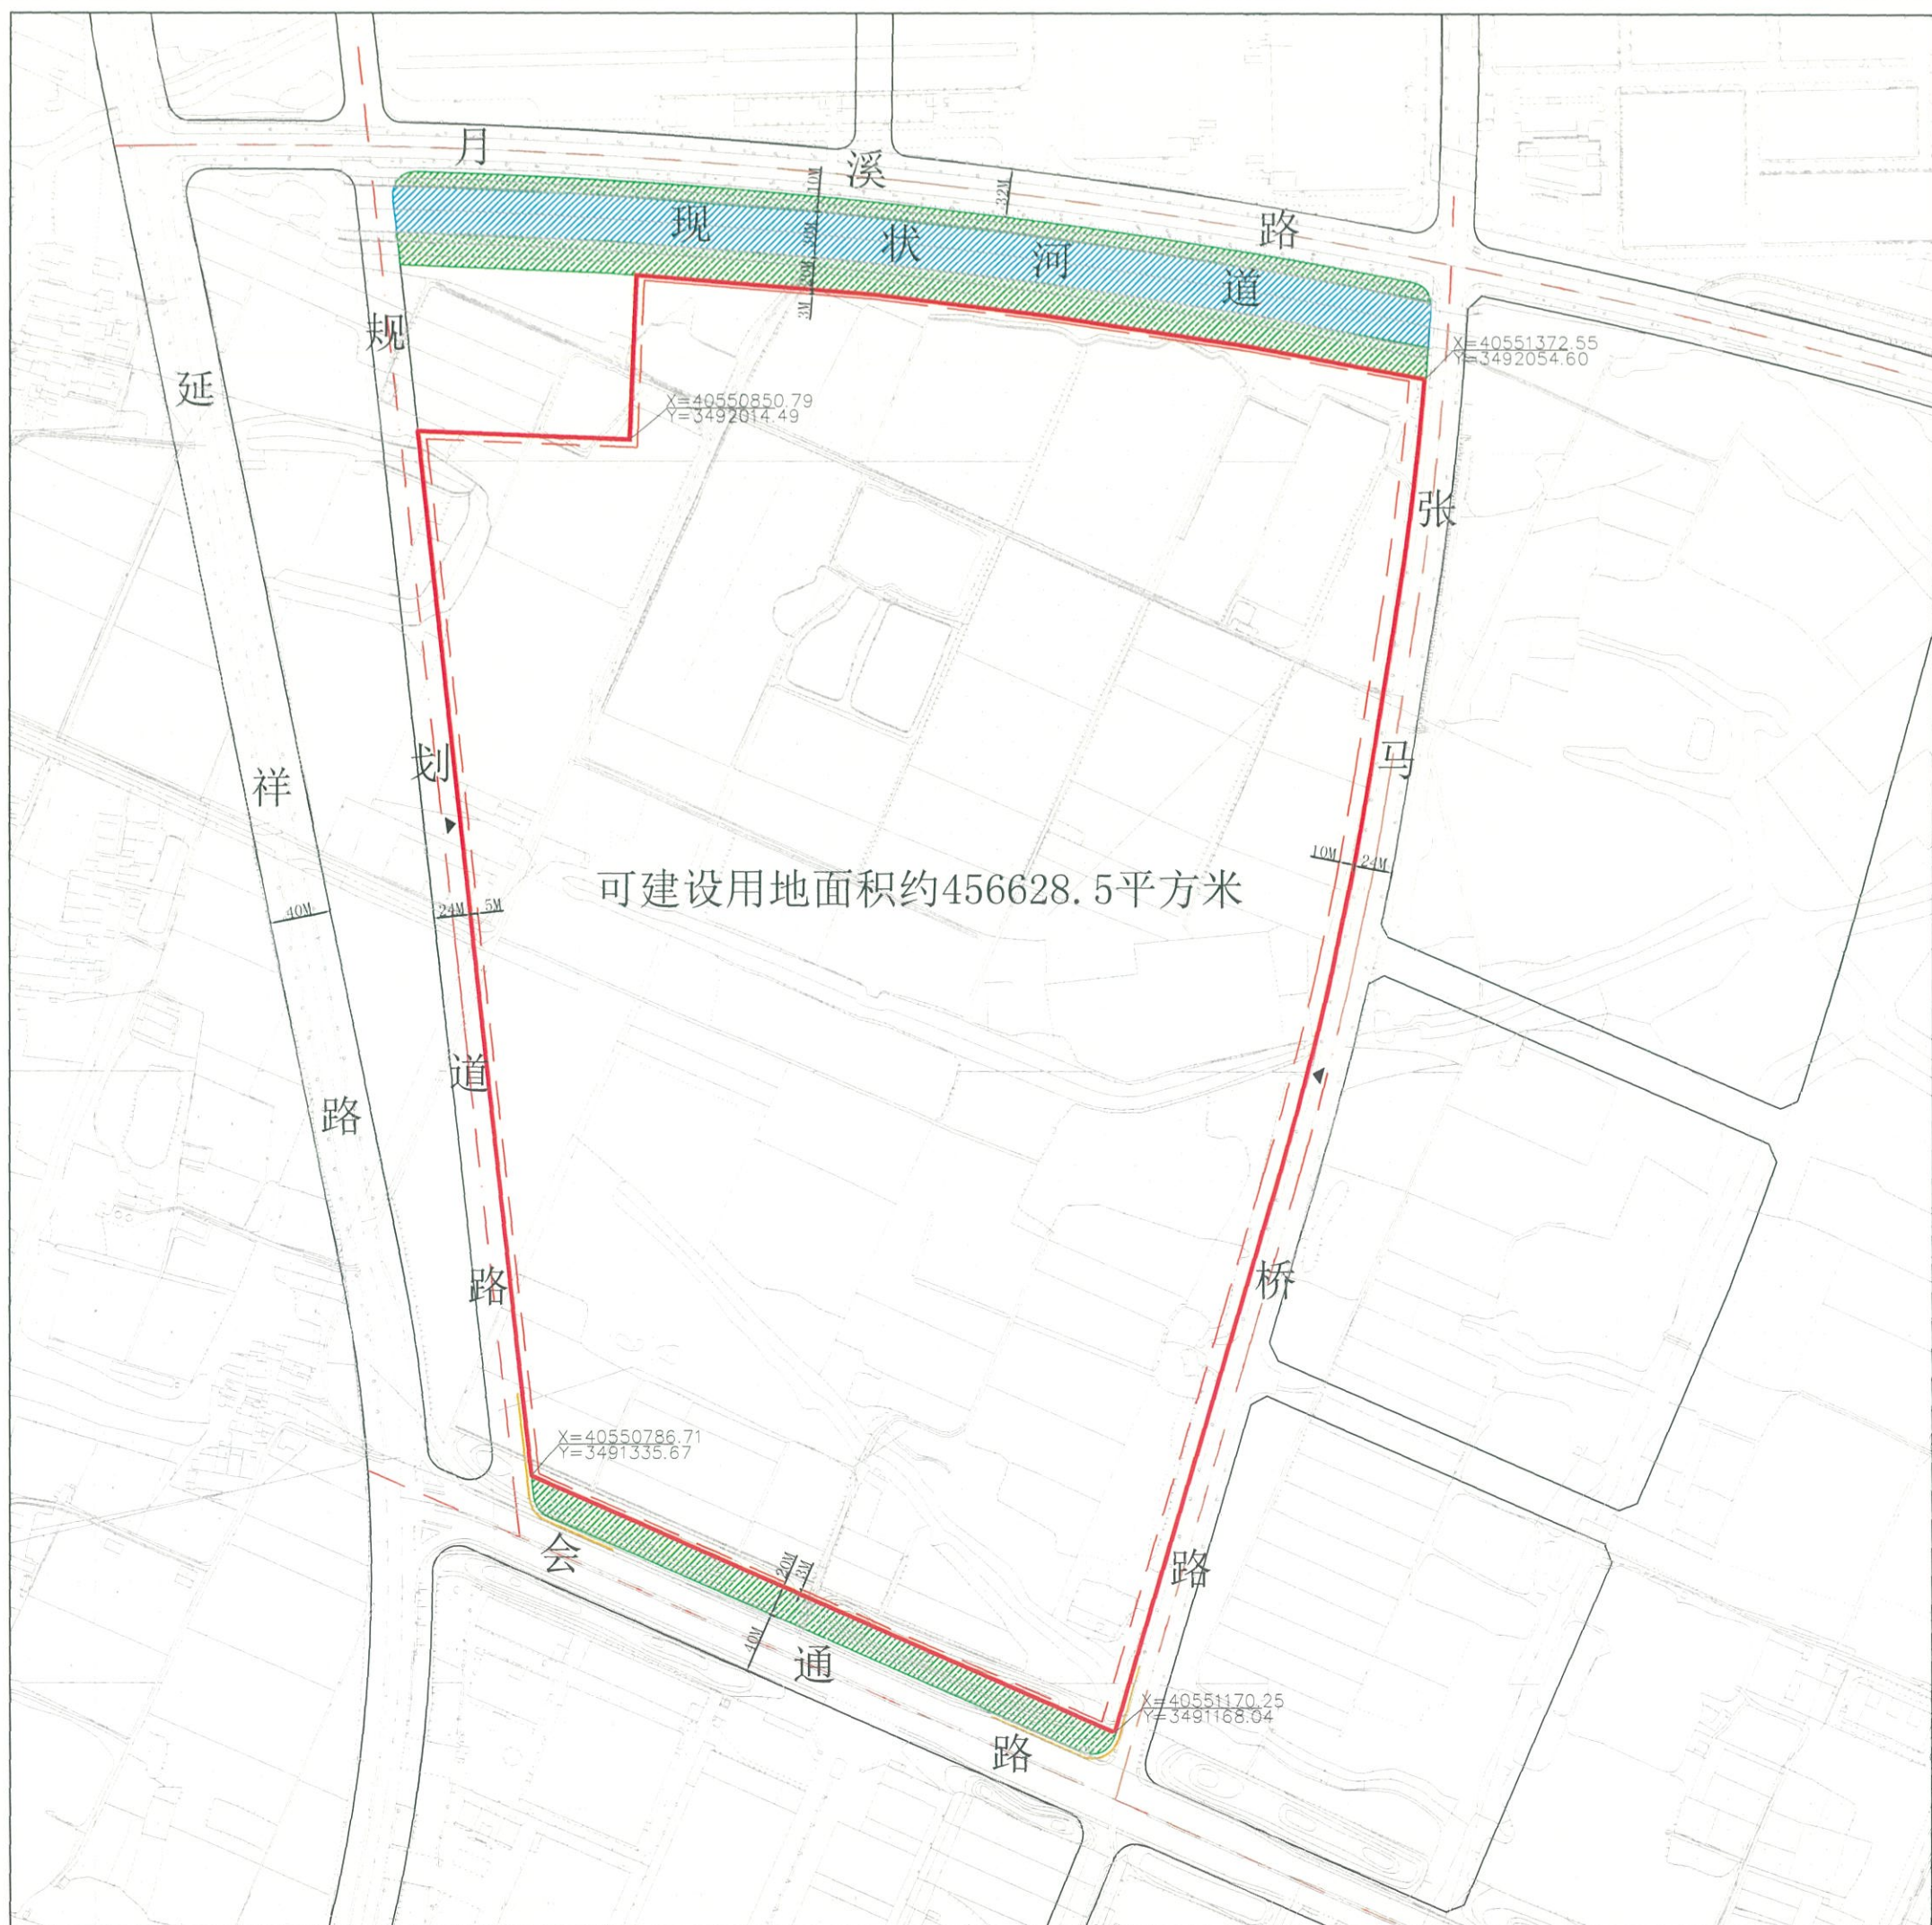 月溪路
10M
32M
现状河道
30M
20M
3M
规划道路
延祥路
X=40551372.55
Y=3492054.60
X=40550850.79
Y=3492014.49
张马桥路
可建设用地面积约456628.5平方米
10M
24M
40M
24M
5M
X=40550786.71
Y=3491335.67
会通路
20M
3M
40M
X=40551170.25
Y=3491168.04